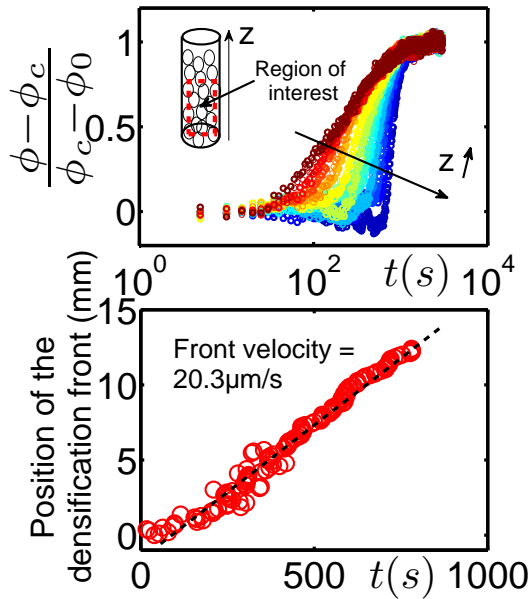 ϕ − ϕc
ϕc − ϕ0
1
0.5
0
z
Region of
interest
z
10^0
10^2
10^4
t(s)
Position of the
densification front (mm)
15
10
5
0
Front velocity =
20.3µm/s
0
500
1000
t(s)